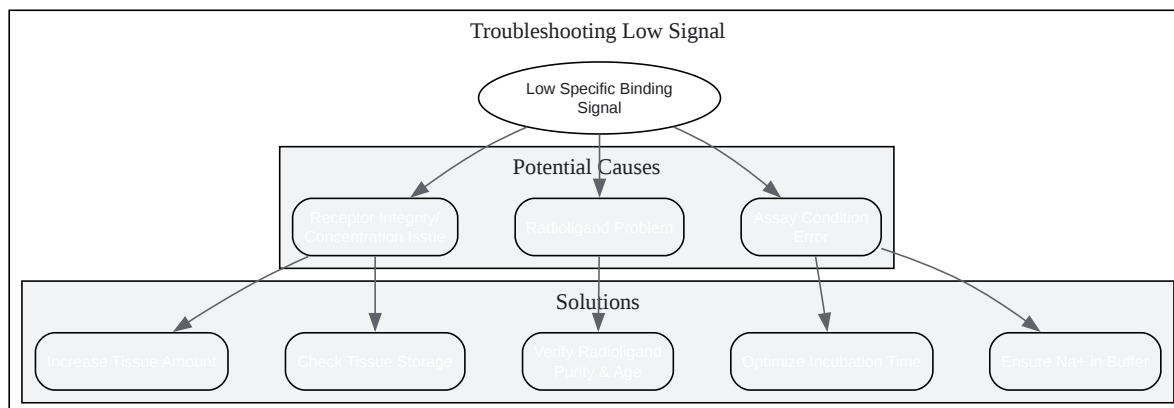 Troubleshooting Low Signal
Low Specific Binding
Signal
Potential Causes
Receptor Integrity/
Concentration Issue
Radioligand Problem
Assay Condition
Error
Solutions
Increase Tissue Amount
Check Tissue Storage
Verify Radioligand
Purity & Age
Optimize Incubation Time
Ensure Na+ in Buffer